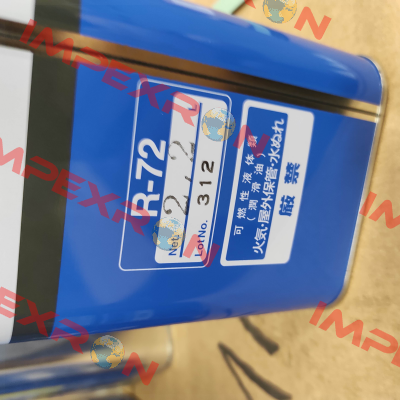 R-72
Net. 2,2 L
Lot No. 312
可燃性液体類
(潤滑油)
火気・屋外保管・水ぬれ
厳禁
IMPEXRON
IMPEXRON
IMPEXRON
IMPEXRON